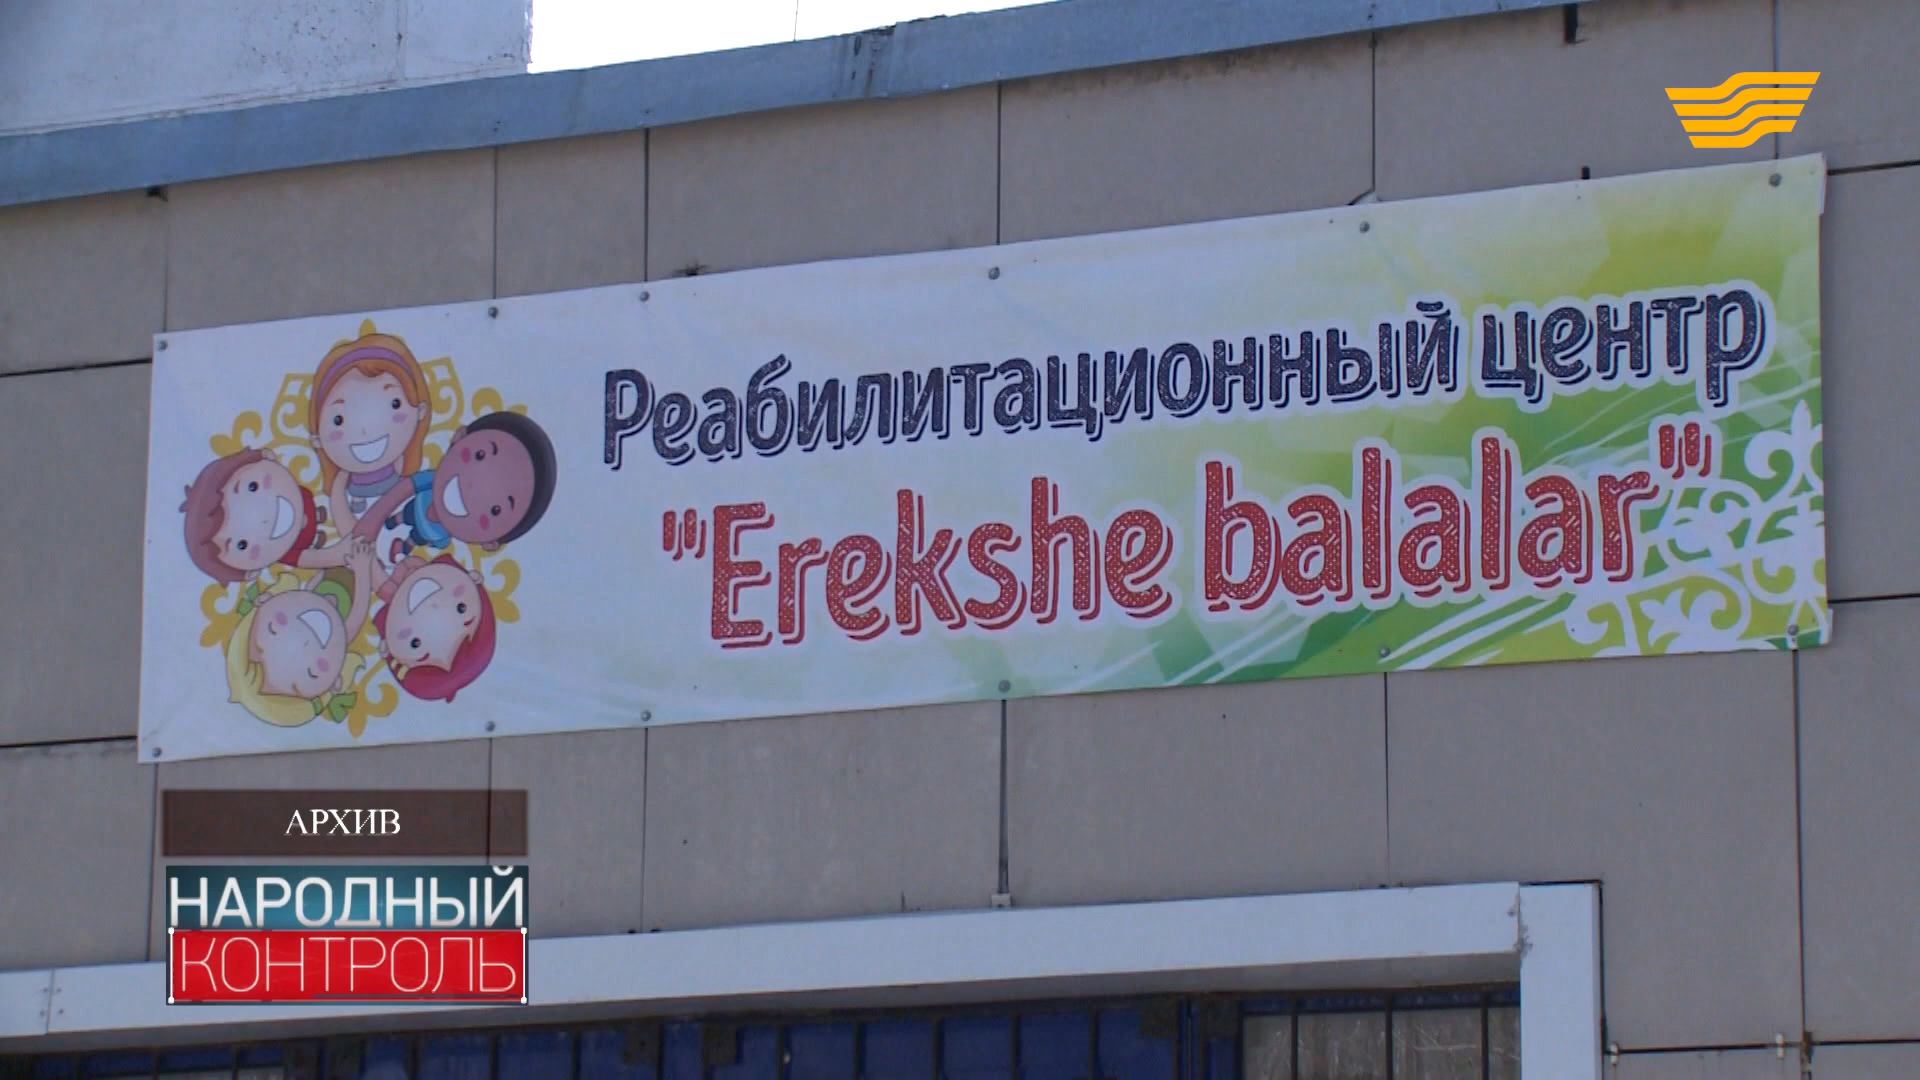 Реабилитационный центр
"Erekshe balalar"
АРХИВ
НАРОДНЫЙ
КОНТРОЛЬ